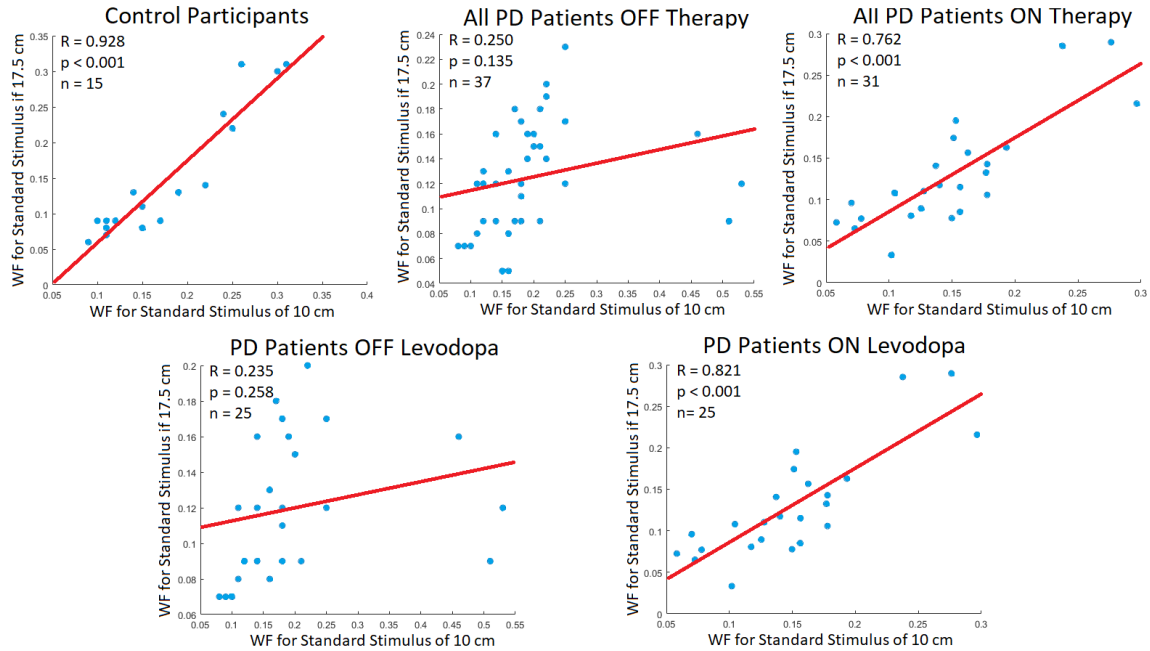 Control Participants
R = 0.928
p < 0.001
n = 15
WF for Standard Stimulus if 17.5 cm
0.35
0.3
0.25
0.2
0.15
0.1
0.05
0
0.05 0.1 0.15 0.2 0.25 0.3 0.35 0.4
WF for Standard Stimulus of 10 cm
All PD Patients OFF Therapy
R = 0.250
p = 0.135
n = 37
WF for Standard Stimulus if 17.5 cm
0.24
0.22
0.2
0.18
0.16
0.14
0.12
0.1
0.08
0.06
0.04
0.05 0.1 0.15 0.2 0.25 0.3 0.35 0.4 0.45 0.5 0.55
WF for Standard Stimulus of 10 cm
All PD Patients ON Therapy
R = 0.762
p < 0.001
n = 31
WF for Standard Stimulus if 17.5 cm
0.3
0.25
0.2
0.15
0.1
0.05
0
0.05 0.1 0.15 0.2 0.25 0.3
WF for Standard Stimulus of 10 cm
PD Patients OFF Levodopa
R = 0.235
p = 0.258
n = 25
WF for Standard Stimulus if 17.5 cm
0.2
0.18
0.16
0.14
0.12
0.1
0.08
0.06
0.05 0.1 0.15 0.2 0.25 0.3 0.35 0.4 0.45 0.5 0.55
WF for Standard Stimulus of 10 cm
PD Patients ON Levodopa
R = 0.821
p < 0.001
n= 25
WF for Standard Stimulus if 17.5 cm
0.3
0.25
0.2
0.15
0.1
0.05
0
0.05 0.1 0.15 0.2 0.25 0.3
WF for Standard Stimulus of 10 cm